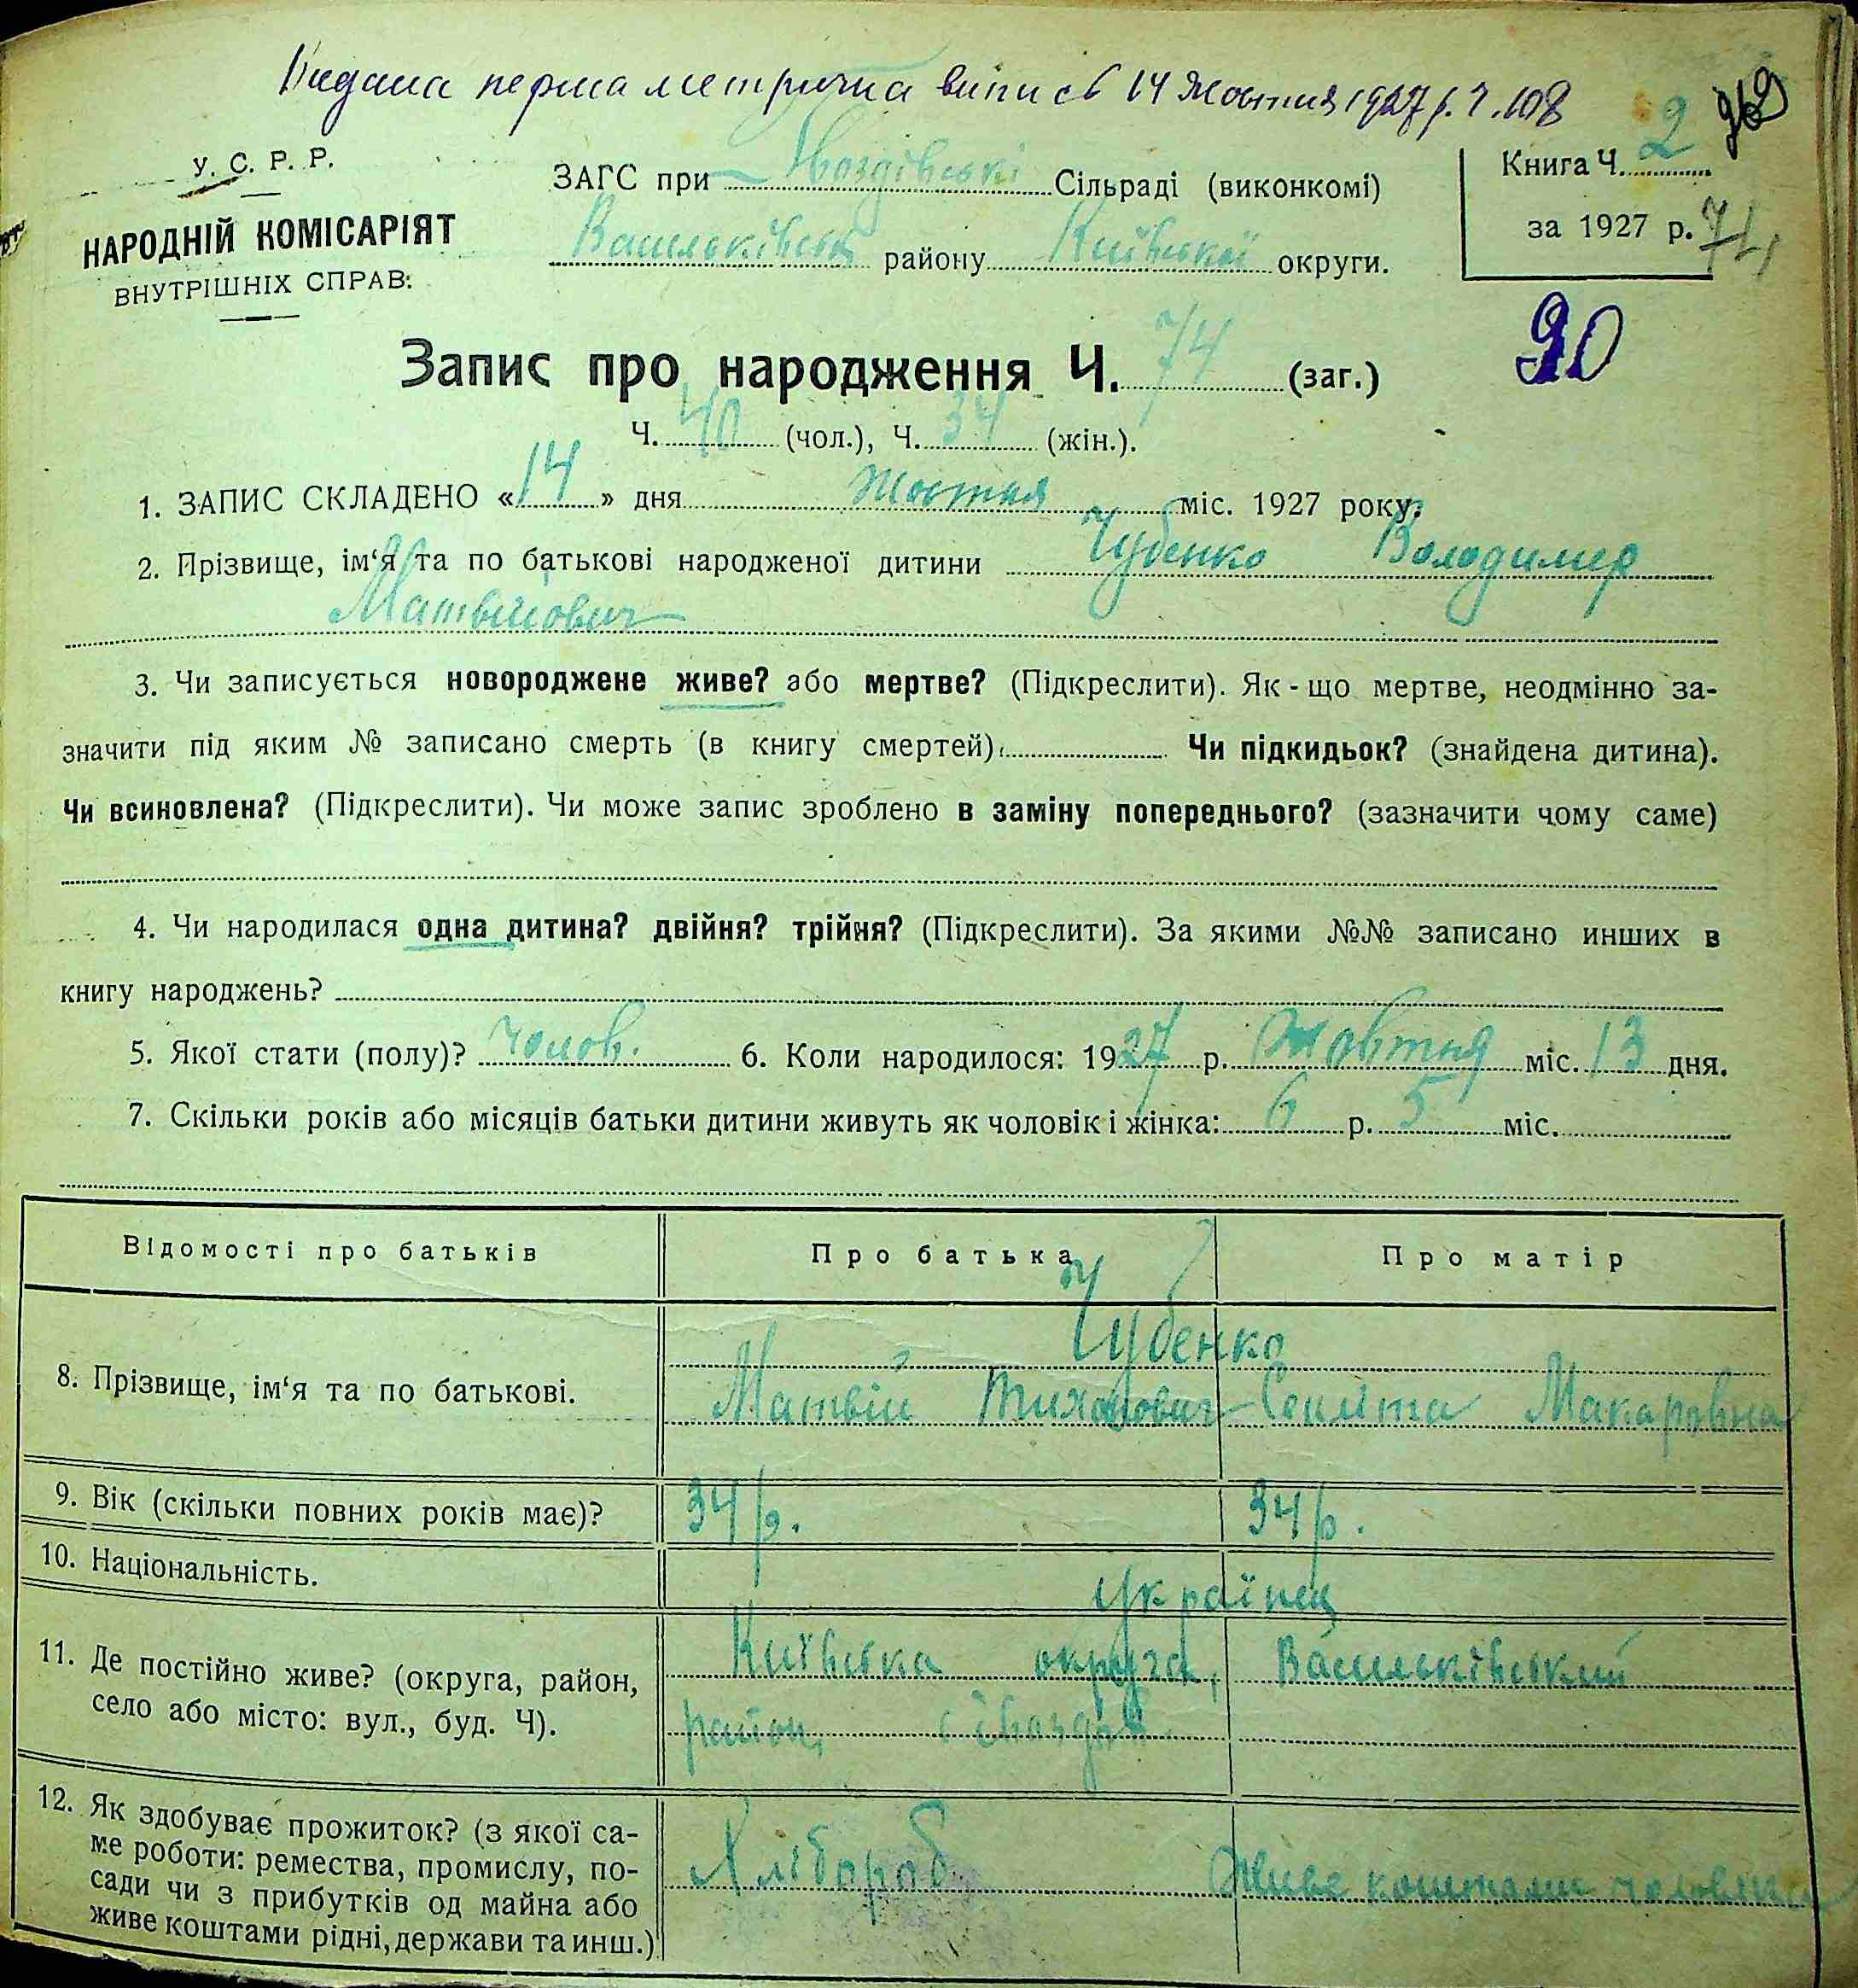 Видана перша метрична випись 14 Жовтня 1927 р. Ч. 108
У. С. Р. Р.
НАРОДНІЙ КОМІСАРІЯТ
ВНУТРІШНІХ СПРАВ.
ЗАГС при Гвоздівські Сільраді (виконкомі)
району Київської округи.
Книга Ч. 2
за 1927 р. 74
90
Запис про народження Ч. 74 (заг.)
Ч. 40 (чол.), Ч. 34 (жін.).
1. ЗАПИС СКЛАДЕНО «14» дня Жовтня міс. 1927 року.
2. Прізвище, ім‘я та по батькові народженої дитини Чубенко Володимер
Матвійович
3. Чи записується новороджене живе? або мертве? (Підкреслити). Як-що мертве, неодмінно за-
значити під яким № записано смерть (в книгу смертей) Чи підкидьок? (знайдена дитина).
Чи всиновлена? (Підкреслити). Чи може запис зроблено в заміну попереднього? (зазначити чому саме)
4. Чи народилася одна дитина? двійня? трійня? (Підкреслити). За якими №№ записано инших в
книгу народжень?
5. Якої стати (полу)? чолов. 6. Коли народилося: 1927 р. Жовтня міс. 13 дня.
7. Скільки років або місяців батьки дитини живуть як чоловік і жінка: 6 р. 5 міс.
Відомості про батьків Про батька Про матір
Чубенко
8. Прізвище, ім‘я та по батькові. Матвій Тихонович Макаровна
9. Вік (скільки повних років має)? 34 р. 34 р.
10. Національність. Українец
11. Де постійно живе? (округа, район, Київська округа, Васильківський
село або місто: вул., буд. Ч). район, с Гвоздів
12. Як здобуває прожиток? (з якої са-
ме роботи: ремества, промислу, по-
сади чи з прибутків од майна або Хлібороб Живе коштами чоловіка
живе коштами рідні, держави та инш.)